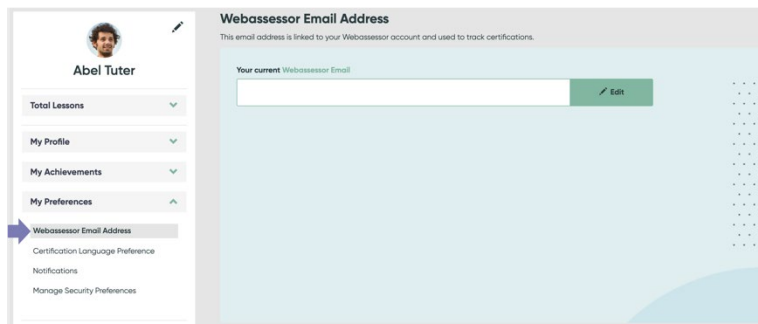 Abel Tuter
Total Lessons
My Profile
My Achievements
My Preferences
Webassessor Email Address
Certification Language Preference
Notifications
Manage Security Preferences
Webassessor Email Address
This email address is linked to your Webassessor account and used to track certifications.
Your current Webassessor Email
Edit